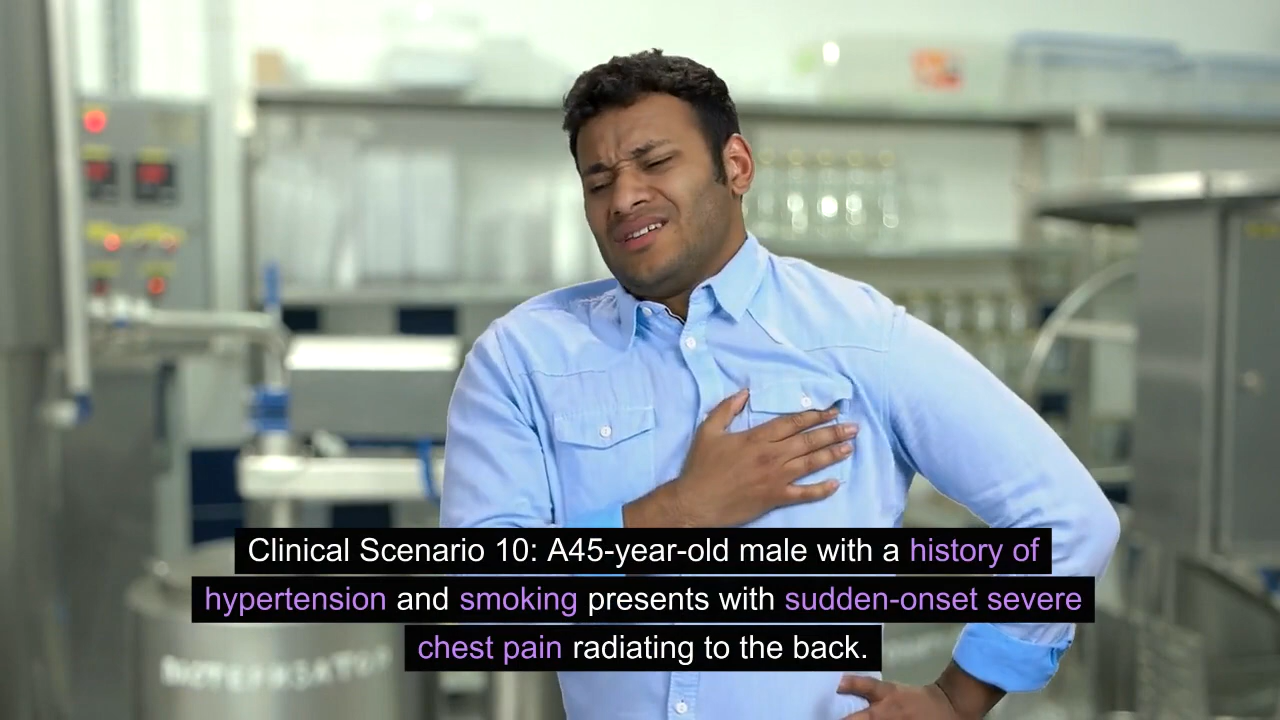 Clinical Scenario 10: A45-year-old male with a history of
hypertension and smoking presents with sudden-onset severe
chest pain radiating to the back.